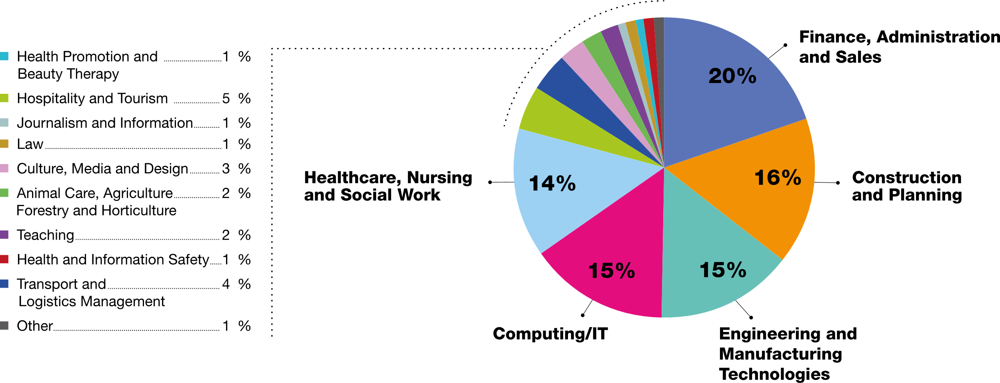 Health Promotion and 1 %
Beauty Therapy
Hospitality and Tourism 5 %
Journalism and Information 1 %
Law 1 %
Culture, Media and Design 3 %
Animal Care, Agriculture 2 %
Forestry and Horticulture
Teaching 2 %
Health and Information Safety 1 %
Transport and 4 %
Logistics Management
Other 1 %
Finance, Administration
and Sales
20%
Construction
and Planning
16%
Engineering and
Manufacturing
Technologies
15%
Computing/IT
15%
Healthcare, Nursing
and Social Work
14%